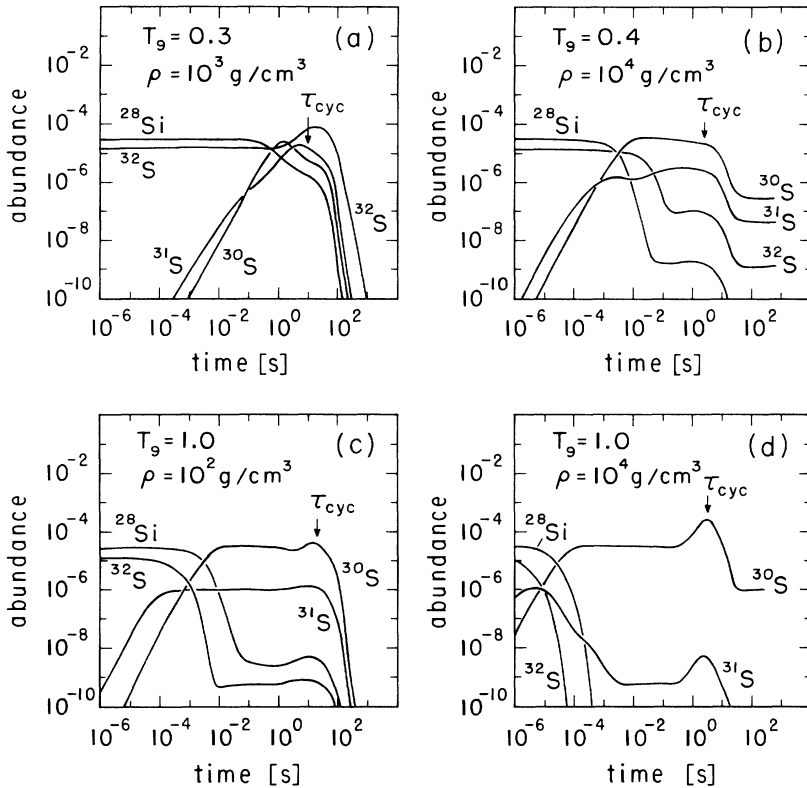 T₉ = 0.3 (a)
ρ = 10³ g/cm³
τcyc
²⁸Si
³²S
³¹S
³⁰S
³²S
10⁻²
10⁻⁴
10⁻⁶
10⁻⁸
10⁻¹⁰
abundance
10⁻⁶ 10⁻⁴ 10⁻² 10⁰ 10²
time [s]
T₉ = 0.4 (b)
ρ = 10⁴ g/cm³
τcyc
²⁸Si
³⁰S
³¹S
³²S
10⁻²
10⁻⁴
10⁻⁶
10⁻⁸
10⁻¹⁰
abundance
10⁻⁶ 10⁻⁴ 10⁻² 10⁰ 10²
time [s]
T₉ = 1.0 (c)
ρ = 10² g/cm³
τcyc
²⁸Si
³²S
³⁰S
³¹S
10⁻²
10⁻⁴
10⁻⁶
10⁻⁸
10⁻¹⁰
abundance
10⁻⁶ 10⁻⁴ 10⁻² 10⁰ 10²
time [s]
T₉ = 1.0 (d)
ρ = 10⁴ g/cm³
τcyc
²⁸Si
³⁰S
³²S
³¹S
10⁻²
10⁻⁴
10⁻⁶
10⁻⁸
10⁻¹⁰
abundance
10⁻⁶ 10⁻⁴ 10⁻² 10⁰ 10²
time [s]